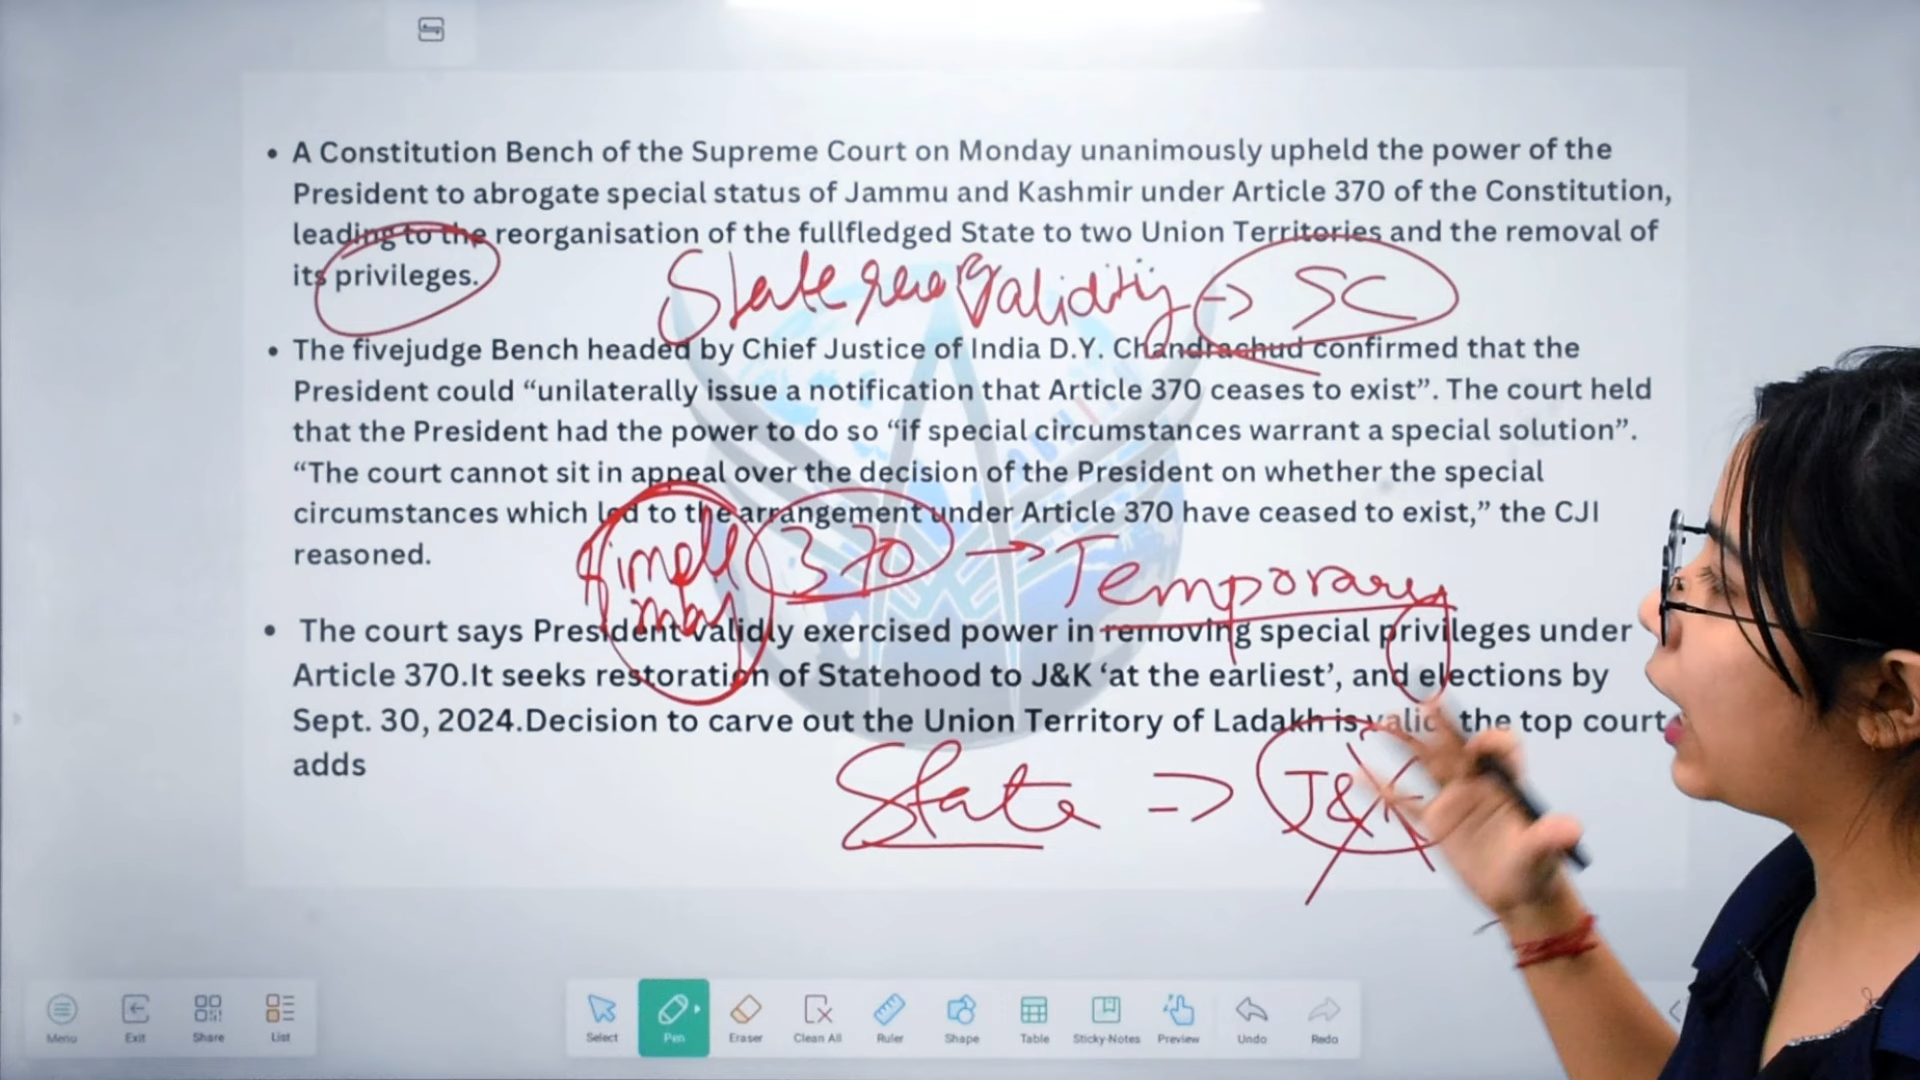 • A Constitution Bench of the Supreme Court on Monday unanimously upheld the power of the
President to abrogate special status of Jammu and Kashmir under Article 370 of the Constitution,
leading to the reorganisation of the fullfledged State to two Union Territories and the removal of
its privileges.
State Validity -> SC
• The fivejudge Bench headed by Chief Justice of India D.Y. Chandrachud confirmed that the
President could “unilaterally issue a notification that Article 370 ceases to exist”. The court held
that the President had the power to do so “if special circumstances warrant a special solution”.
“The court cannot sit in appeal over the decision of the President on whether the special
circumstances which led to the arrangement under Article 370 have ceased to exist,” the CJI
reasoned.
370 → Temporary
• The court says President validly exercised power in removing special privileges under
Article 370.It seeks restoration of Statehood to J&K ‘at the earliest’, and elections by
Sept. 30, 2024.Decision to carve out the Union Territory of Ladakh is valid, the top court
adds
State => J&K
Menu Exit Share List Select Pen Eraser Clean All Ruler Shape Table Sticky-Notes Preview Undo Redo